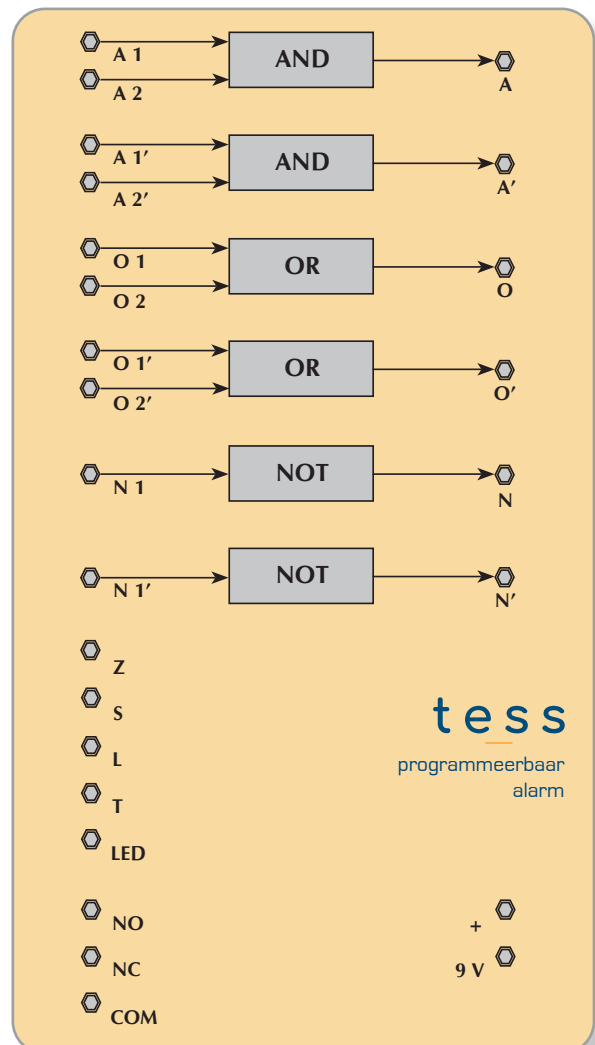 A 1
AND
A
A 2
A 1′
AND
A′
A 2′
O 1
OR
O
O 2
O 1′
OR
O′
O 2′
N 1
NOT
N
N 1′
NOT
N′
Z
S
L
T
LED
tess
programmeerbaar
alarm
NO
+
NC
9 V
COM